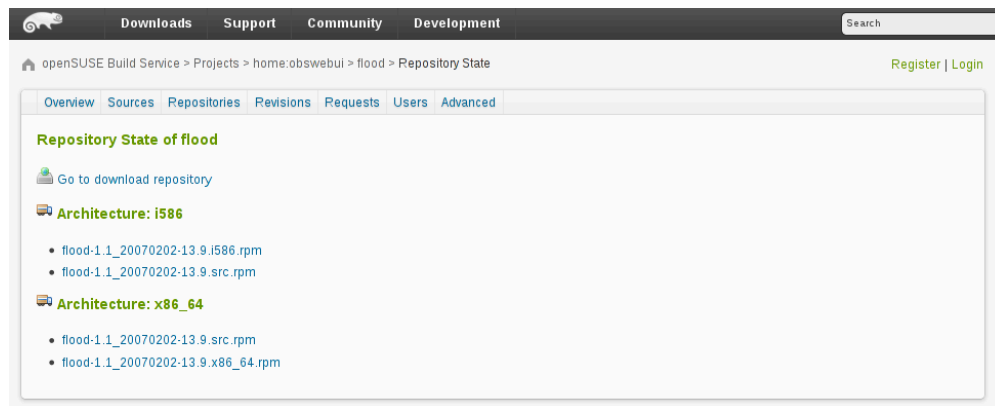 Downloads Support Community Development Search
openSUSE Build Service > Projects > home:obswebui > flood > Repository State Register | Login
Overview Sources Repositories Revisions Requests Users Advanced
Repository State of flood
Go to download repository
Architecture: i586
• flood-1.1_20070202-13.9.i586.rpm
• flood-1.1_20070202-13.9.src.rpm
Architecture: x86_64
• flood-1.1_20070202-13.9.src.rpm
• flood-1.1_20070202-13.9.x86_64.rpm